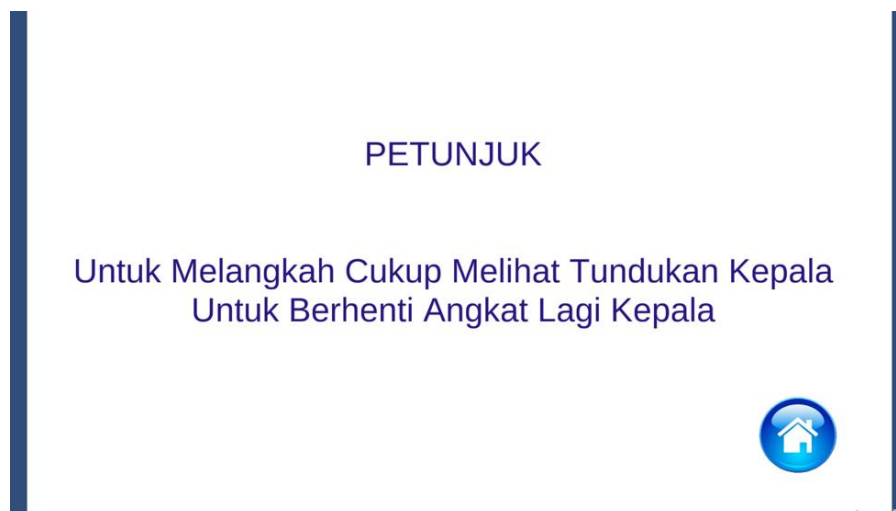 PETUNJUK
Untuk Melangkah Cukup Melihat Tundukan Kepala
Untuk Berhenti Angkat Lagi Kepala